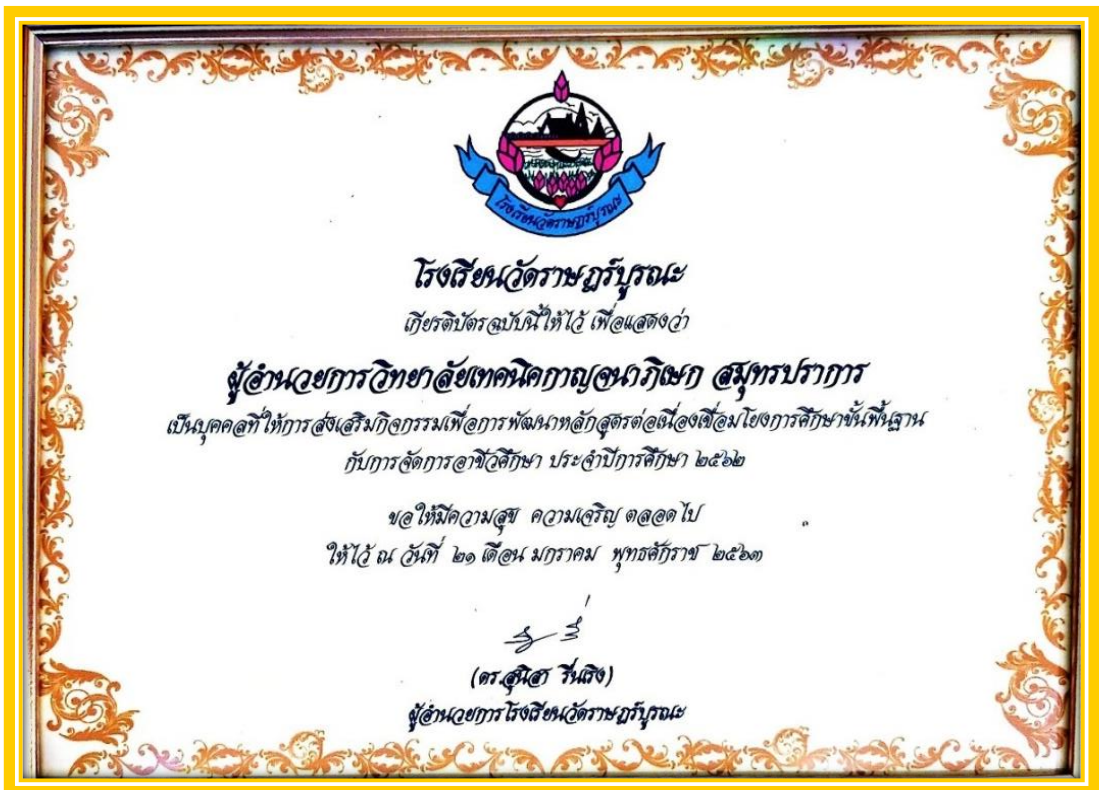 โรงเรียนวัดราษฎร์บูรณะ
โรงเรียนวัดราษฎร์บูรณะ
เกียรติบัตรฉบับนี้ให้ไว้ เพื่อแสดงว่า
ผู้อำนวยการวิทยาลัยเทคนิคกาญจนาภิเษก สมุทรปราการ
เป็นบุคคลที่ให้การส่งเสริมกิจกรรมเพื่อการพัฒนาหลักสูตรต่อเนื่องเชื่อมโยงการศึกษาขั้นพื้นฐาน
กับการจัดการอาชีวศึกษา ประจำปีการศึกษา ๒๕๖๒
ขอให้มีความสุข ความเจริญ ตลอดไป
ให้ไว้ ณ วันที่ ๒๑ เดือน มกราคม พุทธศักราช ๒๕๖๓
(ดร.สุนิสา รื่นเริง)
ผู้อำนวยการโรงเรียนวัดราษฎร์บูรณะ